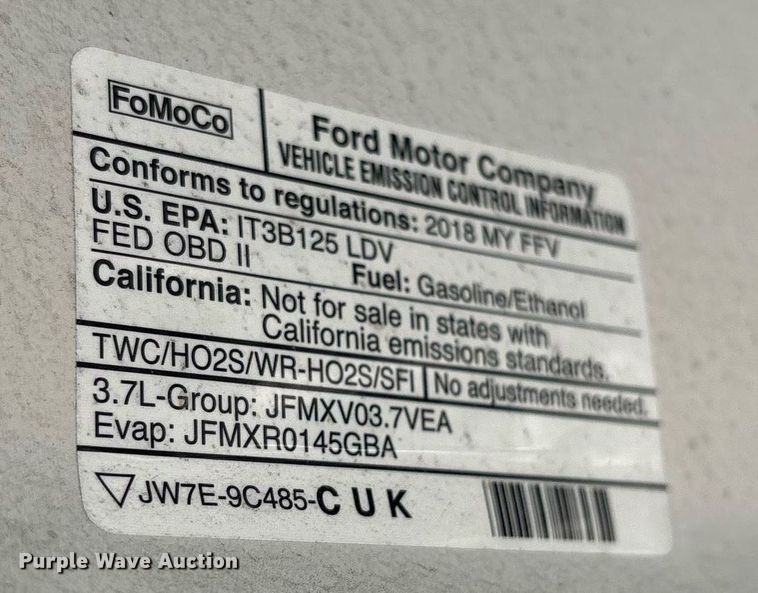 FoMoCo
Ford Motor Company
VEHICLE EMISSION CONTROL INFORMATION
Conforms to regulations: 2018 MY FFV
U.S. EPA: IT3B125 LDV
FED OBD II
Fuel: Gasoline/Ethanol
California: Not for sale in states with
California emissions standards.
TWC/HO2S/WR-HO2S/SFI No adjustments needed.
3.7L-Group: JFMXV03.7VEA
Evap: JFMXR0145GBA
JW7E-9C485-CUK
Purple Wave Auction